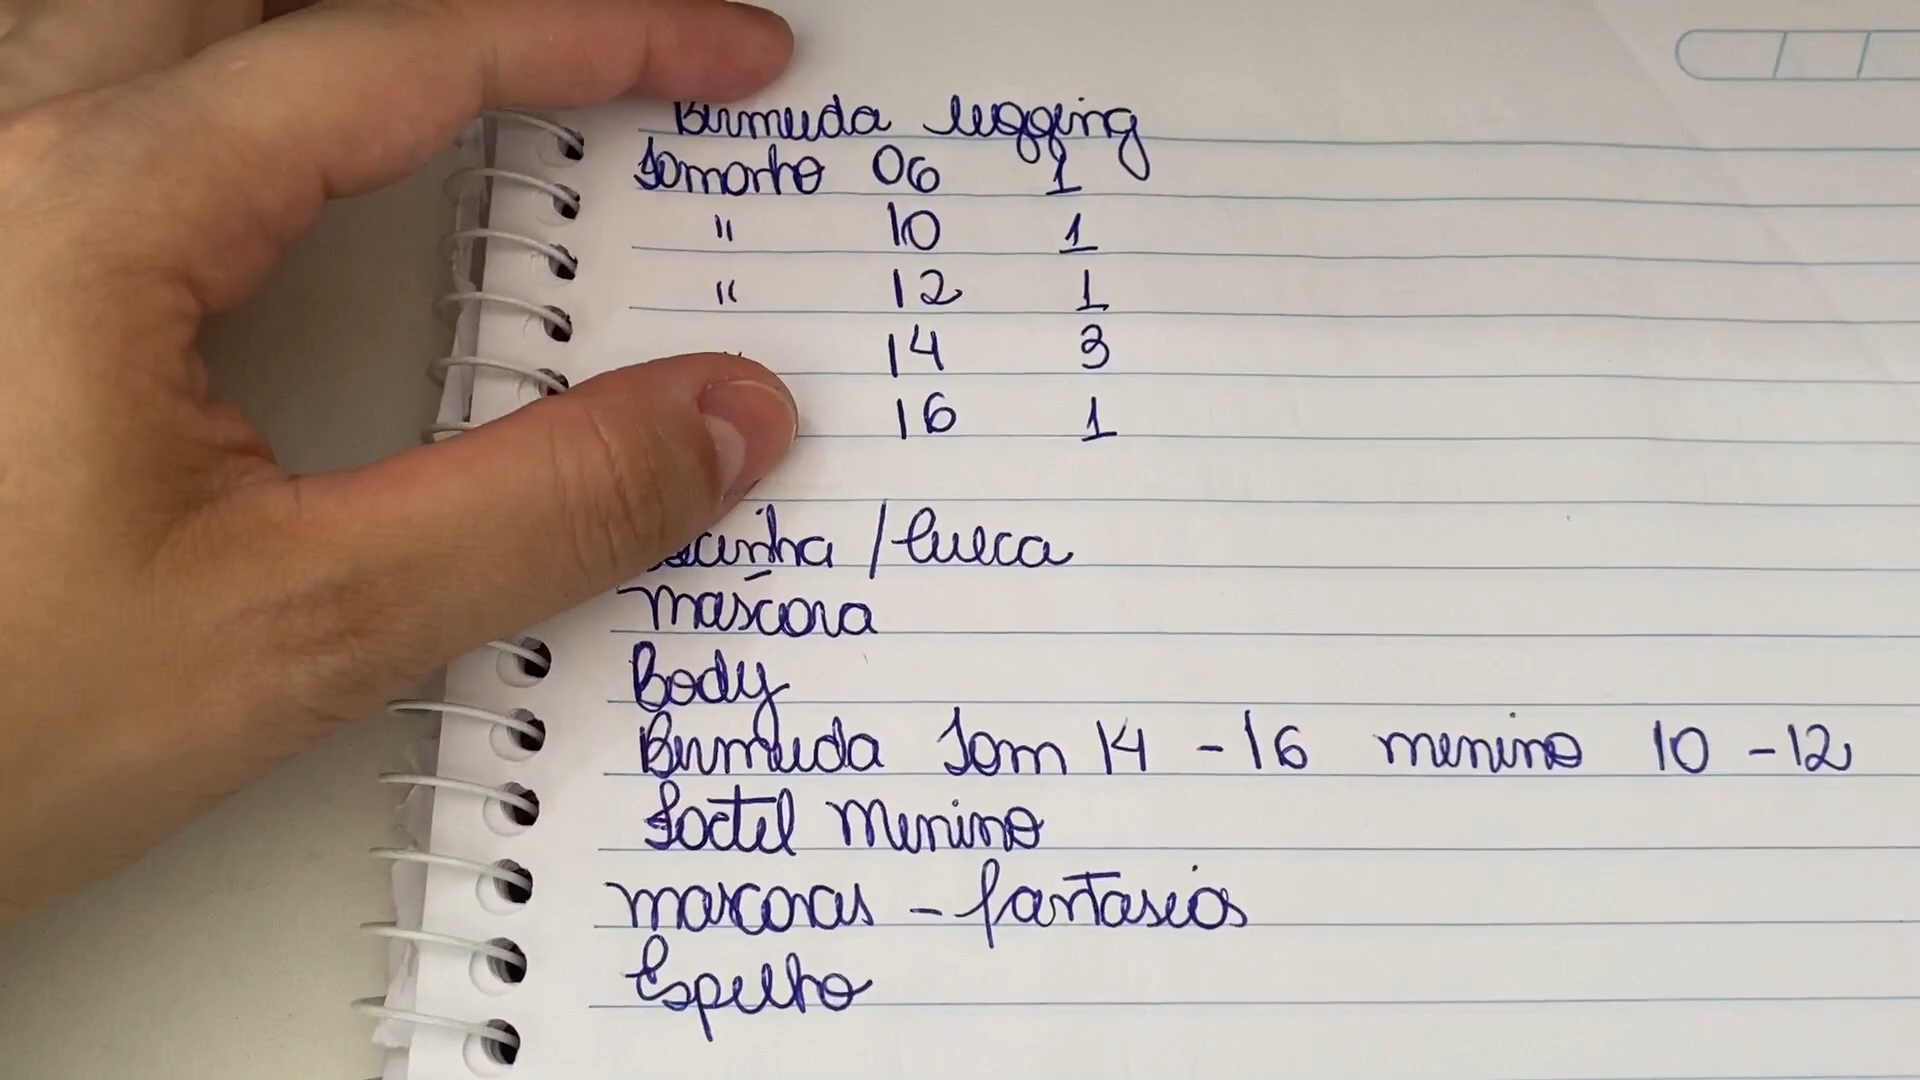 Bermuda legging
Tamanho 06 1
" 10 1
" 12 1
" 14 3
16 1
/ Cueca
Mascara
Body
Bermuda Tam 14 - 16 menino 10 - 12
Tactel Menino
mascaras - fantasias
Espelho